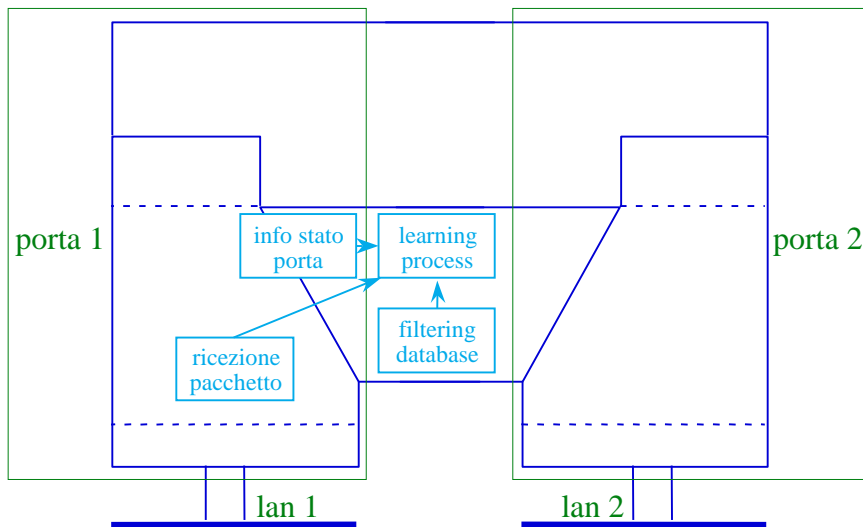 porta 1
info stato
porta
learning
process
porta 2
ricezione
pacchetto
filtering
database
lan 1
lan 2